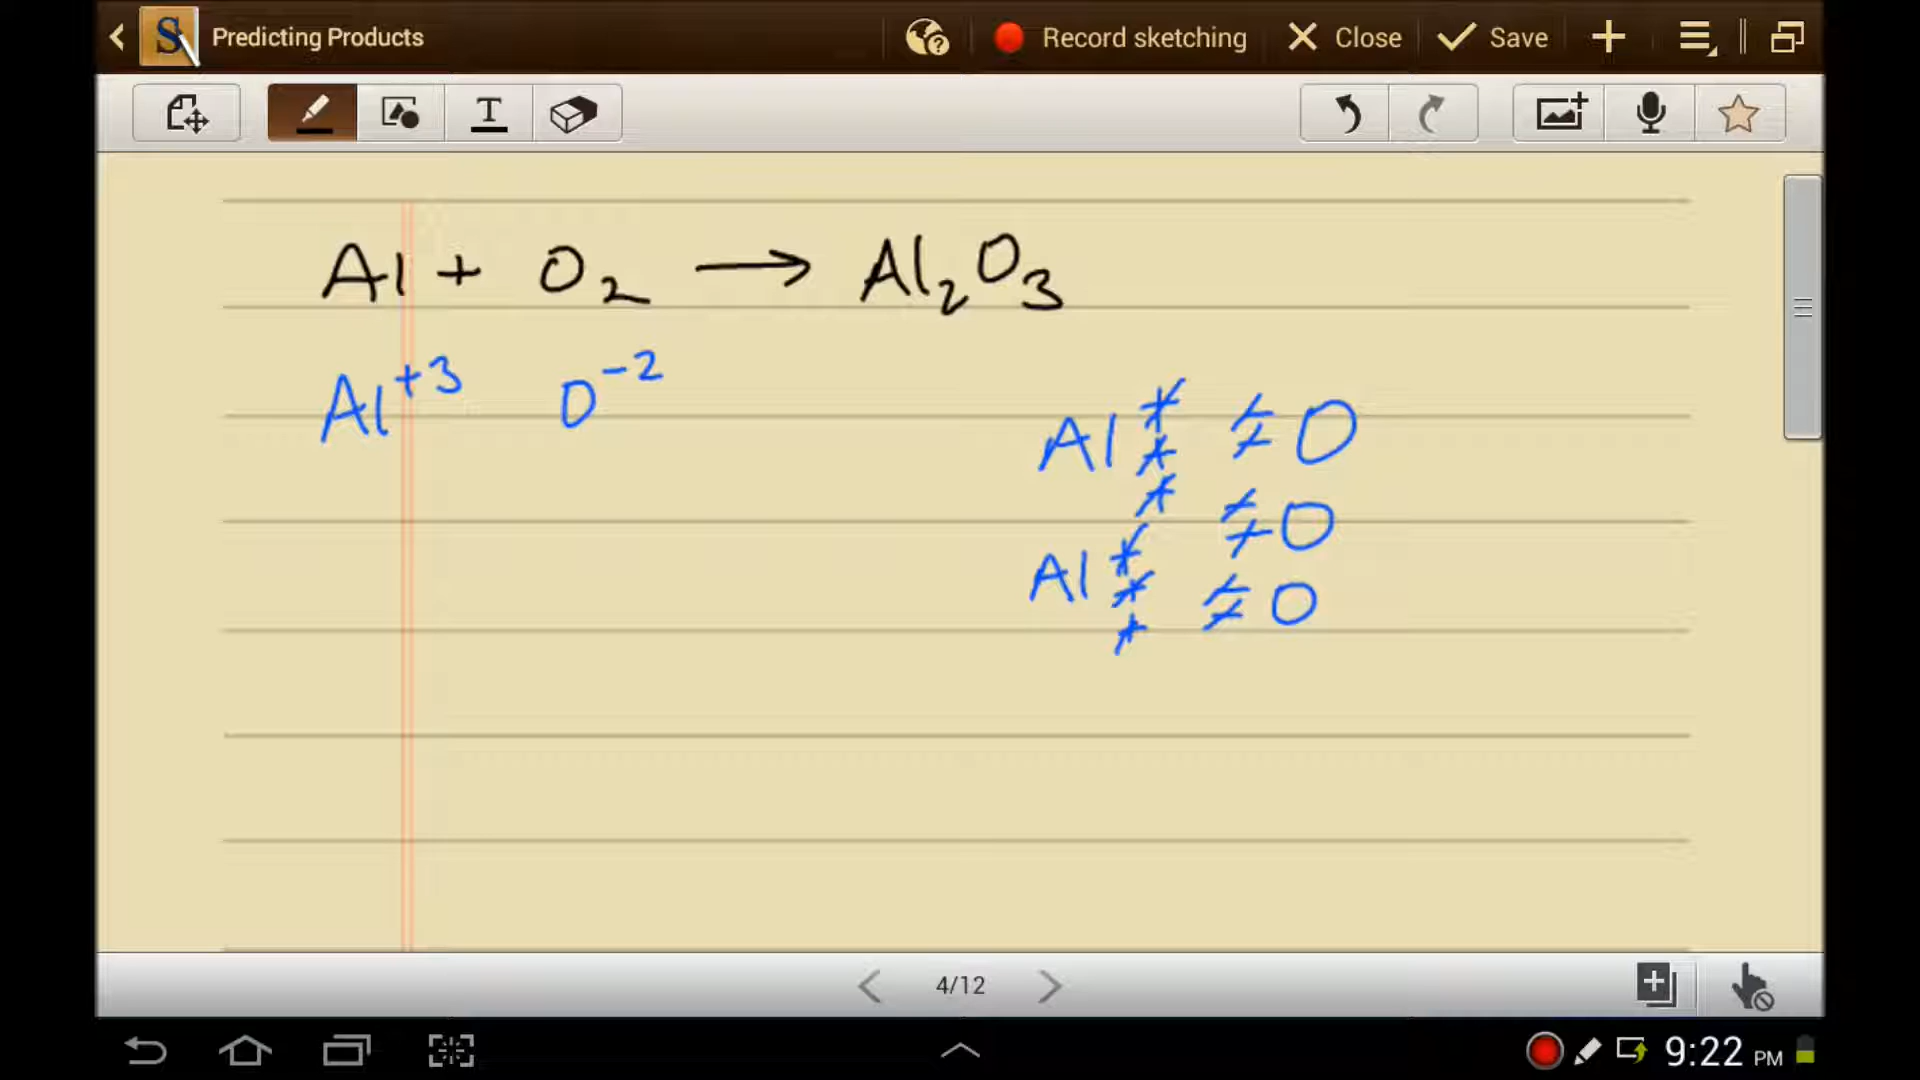 Predicting Products
Record sketching
Close
Save
T
Al + O₂ → Al₂O₃
Al⁺³ O⁻² 
Al O
O
Al
O
4/12
9:22 PM